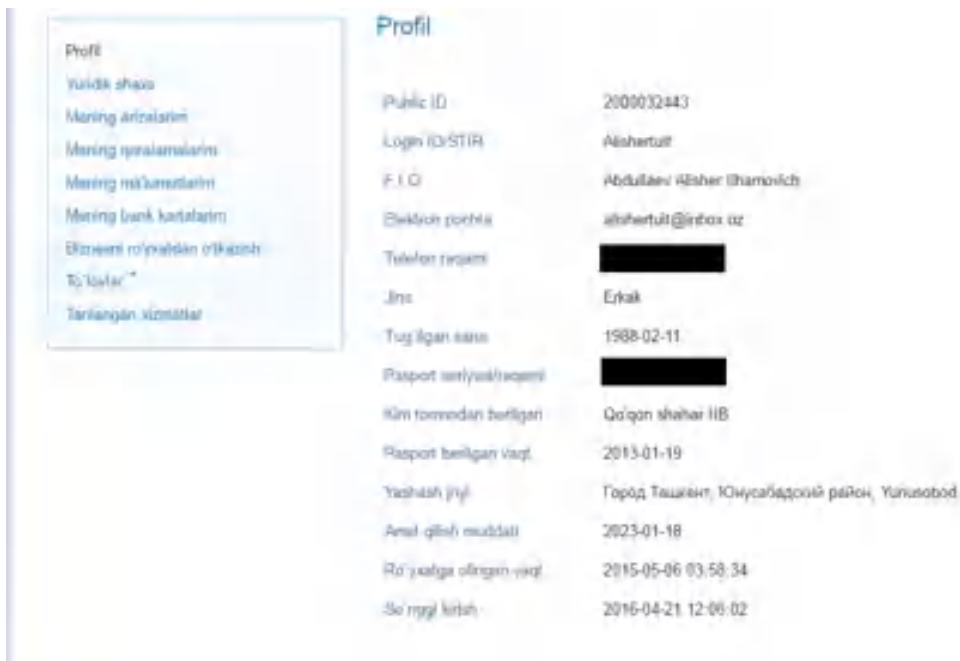 Profil
Yuridik shaxs
Mening arizalarim
Mening qoralamalarim
Mening ma'lumotlarim
Mening bank kartalarim
Biznesni ro'yxatdan o'tkazish
To'lovlar
Tanlangan xizmatlar
Profil
Public ID 2000032443
Login ID/STIR Alishertuit
F.I.O Abdullaev Alisher Ilhamovich
Elektron pochta alishertuit@inbox.uz
Telefon raqami
Jins Erkak
Tug'ilgan sana 1988-02-11
Pasport seriyasi/raqami
Kim tomondan berilgan Qo'qon shahar IIB
Pasport berilgan vaqt 2013-01-19
Yashash joyi Город Ташкент, Юнусабадский район, Yunusobod
Amal qilish muddati 2023-01-18
Ro'yxatga olingan vaqt 2015-05-06 03:58:34
So'nggi kirish 2016-04-21 12:06:02